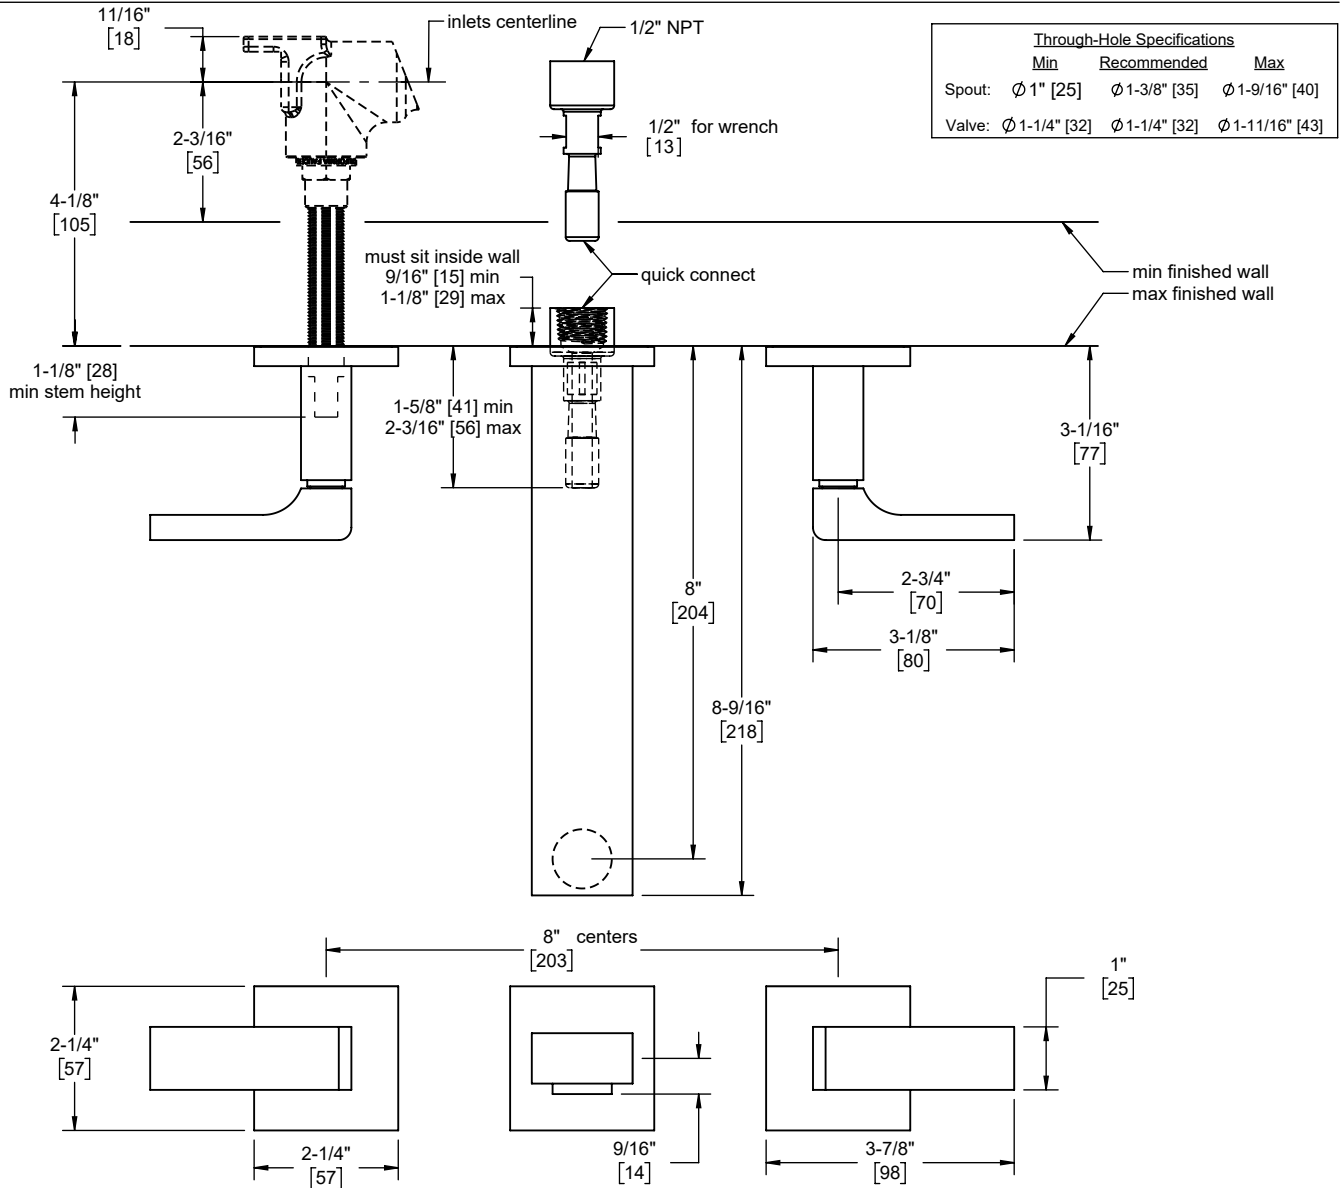 11/16"
[18]
inlets centerline
1/2" NPT
Through-Hole Specifications
Min Recommended Max
Spout: Ø 1" [25] Ø 1-3/8" [35] Ø 1-9/16" [40]
Valve: Ø 1-1/4" [32] Ø 1-1/4" [32] Ø 1-11/16" [43]
1/2" for wrench
[13]
2-3/16"
[56]
4-1/8"
[105]
must sit inside wall
9/16" [15] min
1-1/8" [29] max
quick connect
min finished wall
max finished wall
1-1/8" [28]
min stem height
1-5/8" [41] min
2-3/16" [56] max
3-1/16"
[77]
2-3/4"
[70]
3-1/8"
[80]
8"
[204]
8-9/16"
[218]
8" centers
[203]
1"
[25]
2-1/4"
[57]
2-1/4"
[57]
9/16"
[14]
3-7/8"
[98]